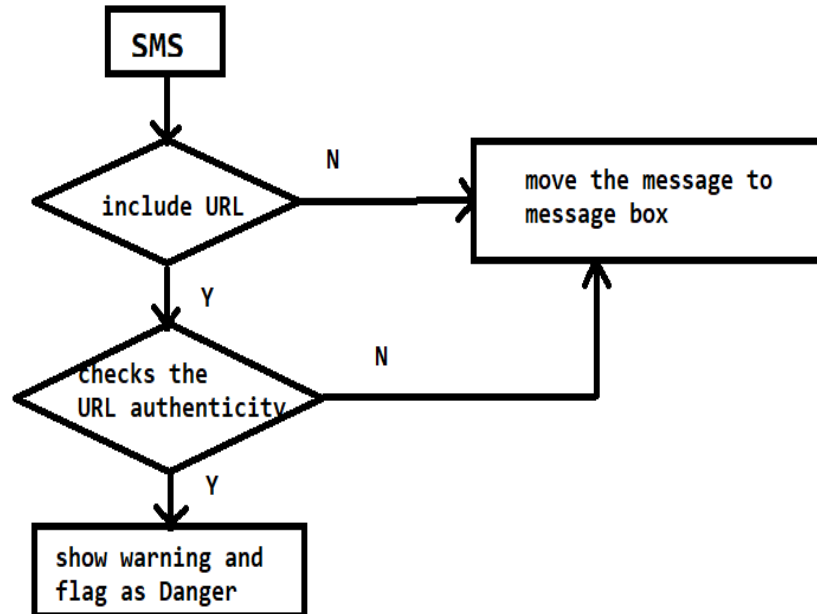 SMS
N
include URL
move the message to
message box
Y
N
checks the
URL authenticity
Y
show warning and
flag as Danger